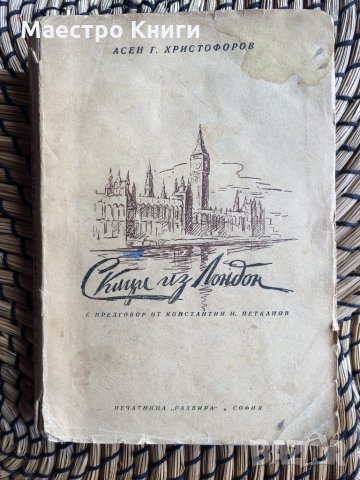 Маестро Книги
АСЕН Г. ХРИСТОФОРОВ
Скици из Лондон
С ПРЕДГОВОР ОТ КОНСТАНТИН Н. ПЕТКАНОВ
ПЕЧАТНИЦА „РАХВИРА“ • СОФИЯ